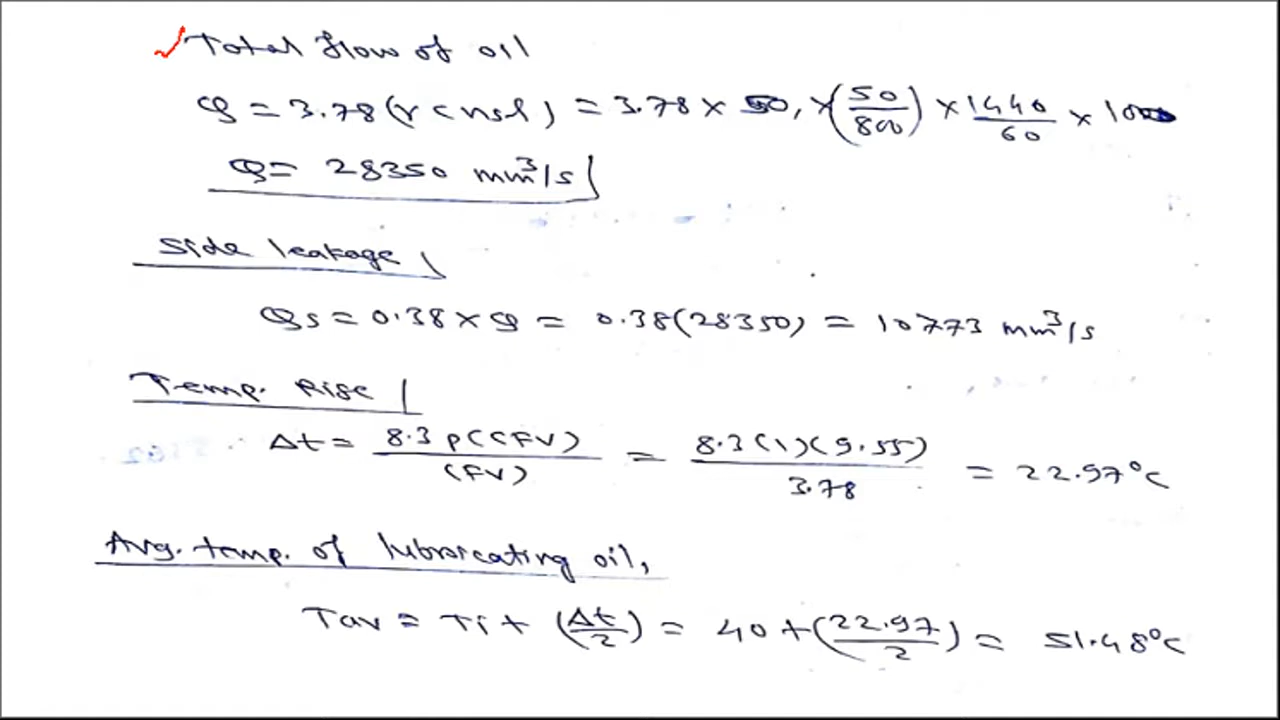 ✓Total flow of oil
Q = 3.78 (r c ns l) = 3.78 × 50, × (50/800) × 1440/60 × 100
Q = 28350 mm³/s
Side leakage
Qs = 0.38 × Q = 0.38(28350) = 10773 mm³/s
Temp. Rise
Δt = 8.3 P(CFV)/(FV) = 8.3(1)(9.55)/3.78 = 22.97°C
Avg. temp. of lubricating oil,
Tav = Ti + (Δt/2) = 40 + (22.97/2) = 51.48°C